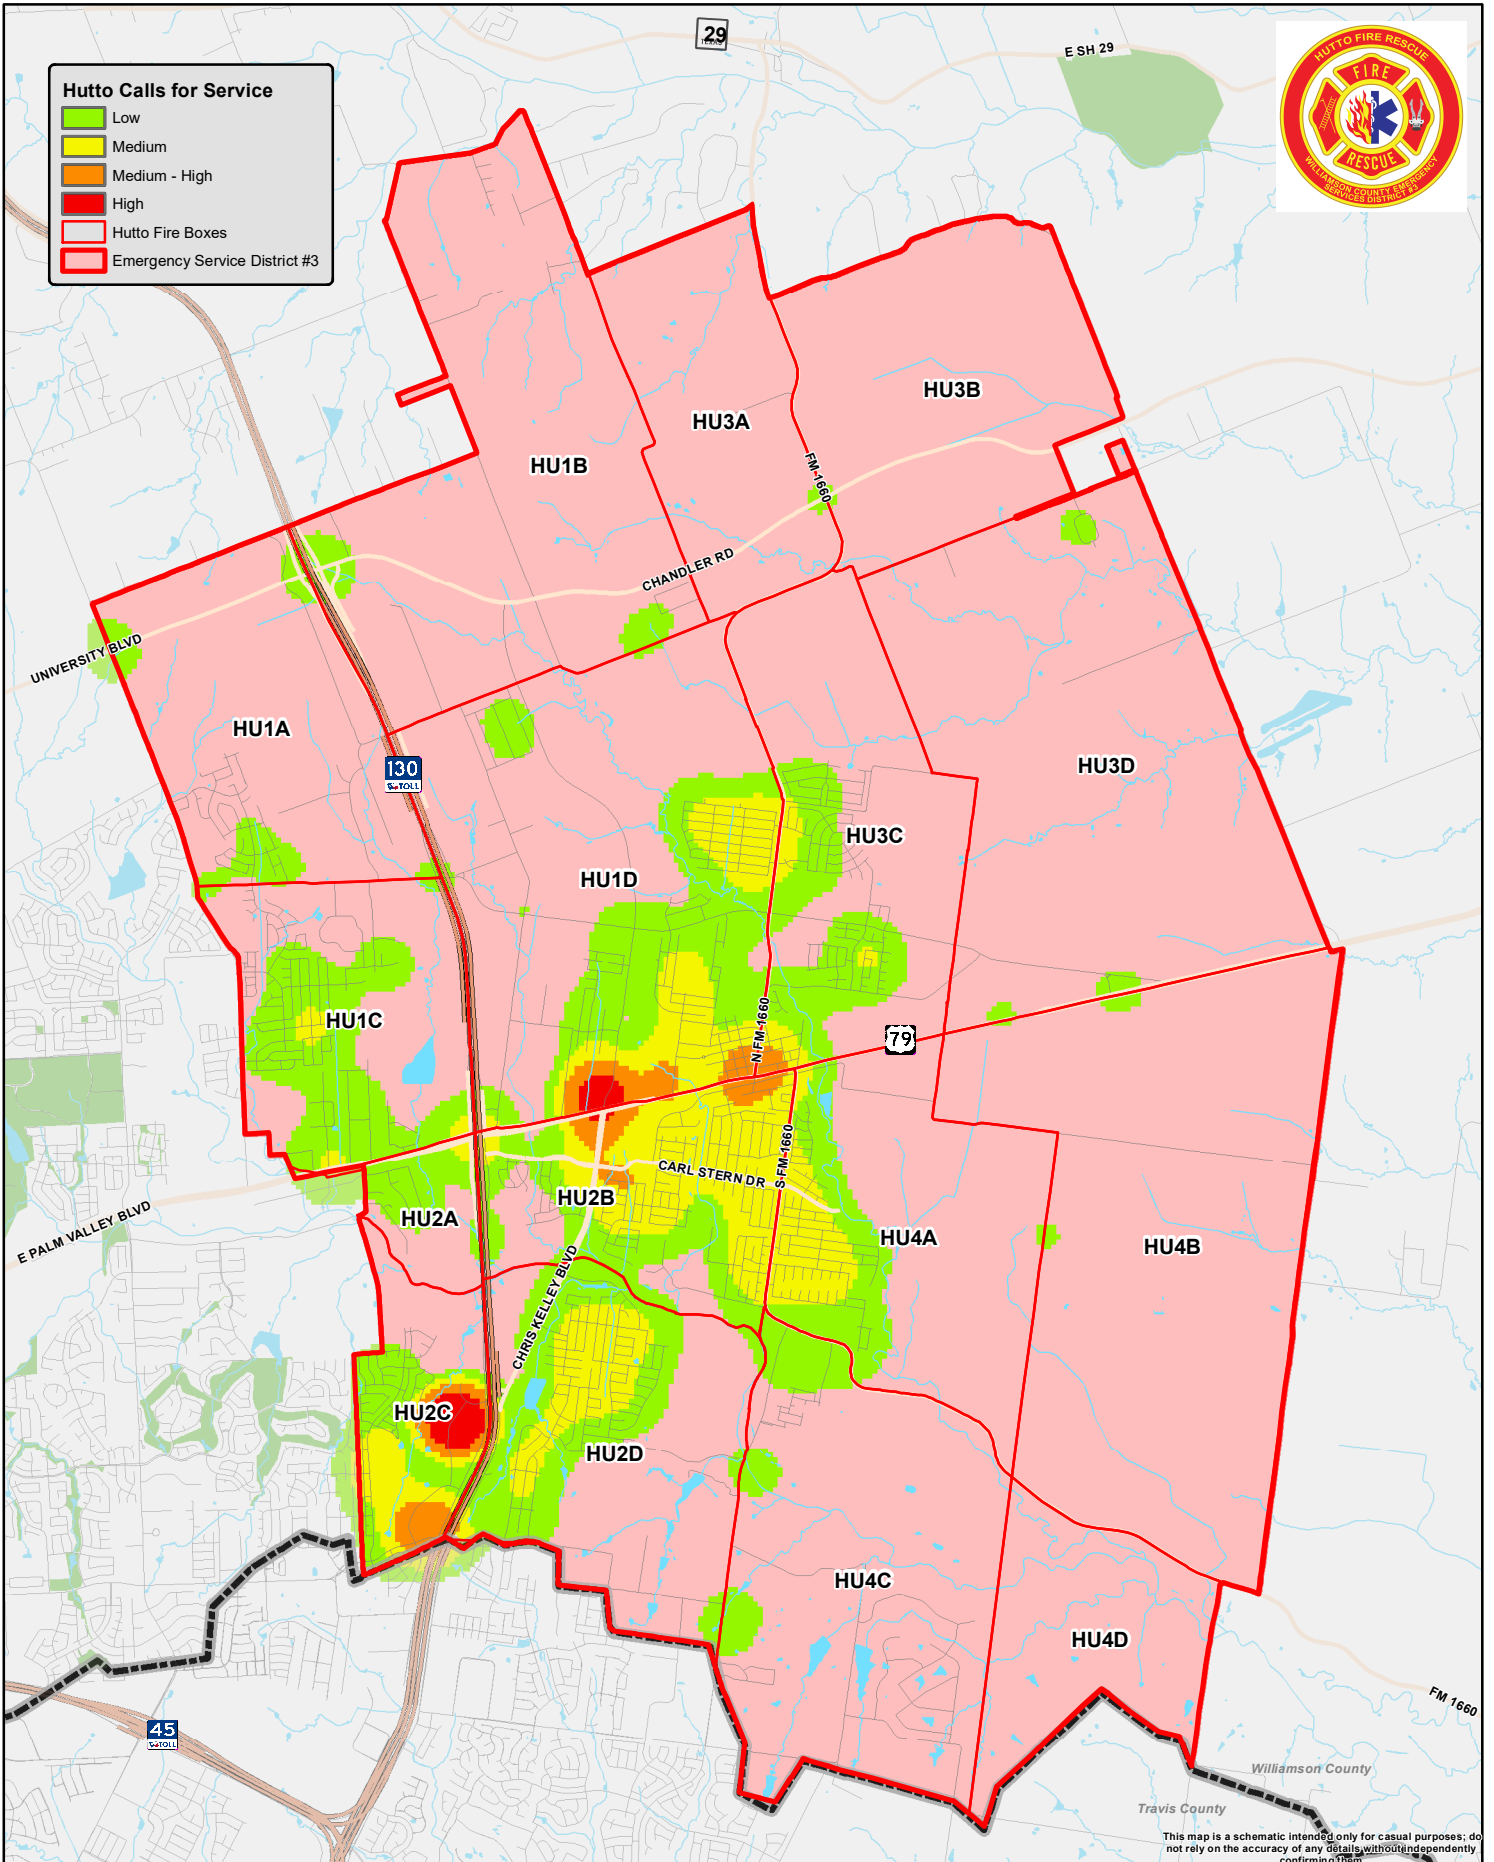 29
TEXAS
E SH 29
HUTTO FIRE RESCUE
FIRE
RESCUE
WILLIAMSON COUNTY EMERGENCY
SERVICES DISTRICT #3
Hutto Calls for Service
Low
Medium
Medium - High
High
Hutto Fire Boxes
Emergency Service District #3
HU3B
HU3A
HU1B
FM 1660
CHANDLER RD
UNIVERSITY BLVD
HU1A
130
TOLL
HU3D
HU3C
HU1D
HU1C
N FM 1660
79
S FM 1660
CARL STERN DR
HU2B
HU2A
E PALM VALLEY BLVD
HU4A
HU4B
CHRIS KELLEY BLVD
HU2C
HU2D
HU4C
HU4D
FM 1660
45
TOLL
Williamson County
Travis County
This map is a schematic intended only for casual purposes; do
not rely on the accuracy of any details without independently
confirming them